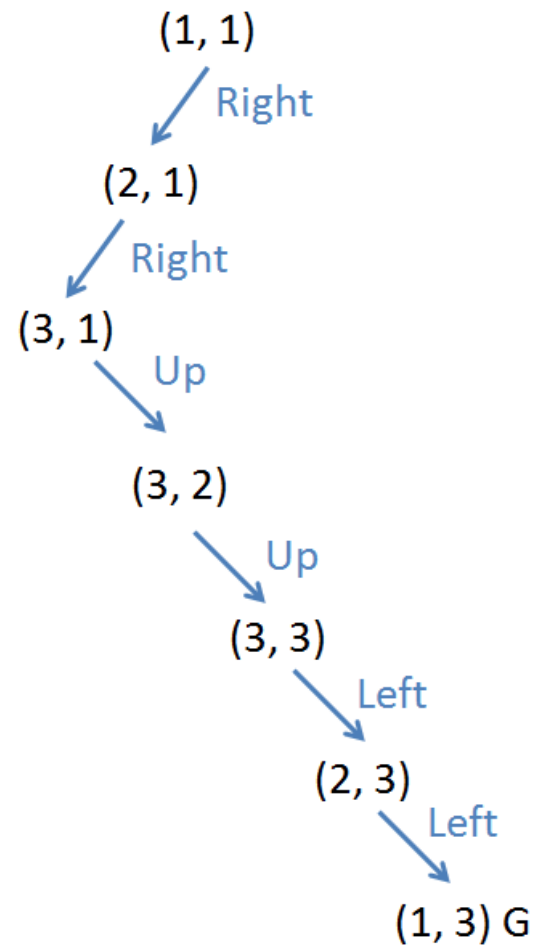 (1, 1)
Right
(2, 1)
Right
(3, 1)
Up
(3, 2)
Up
(3, 3)
Left
(2, 3)
Left
(1, 3) G